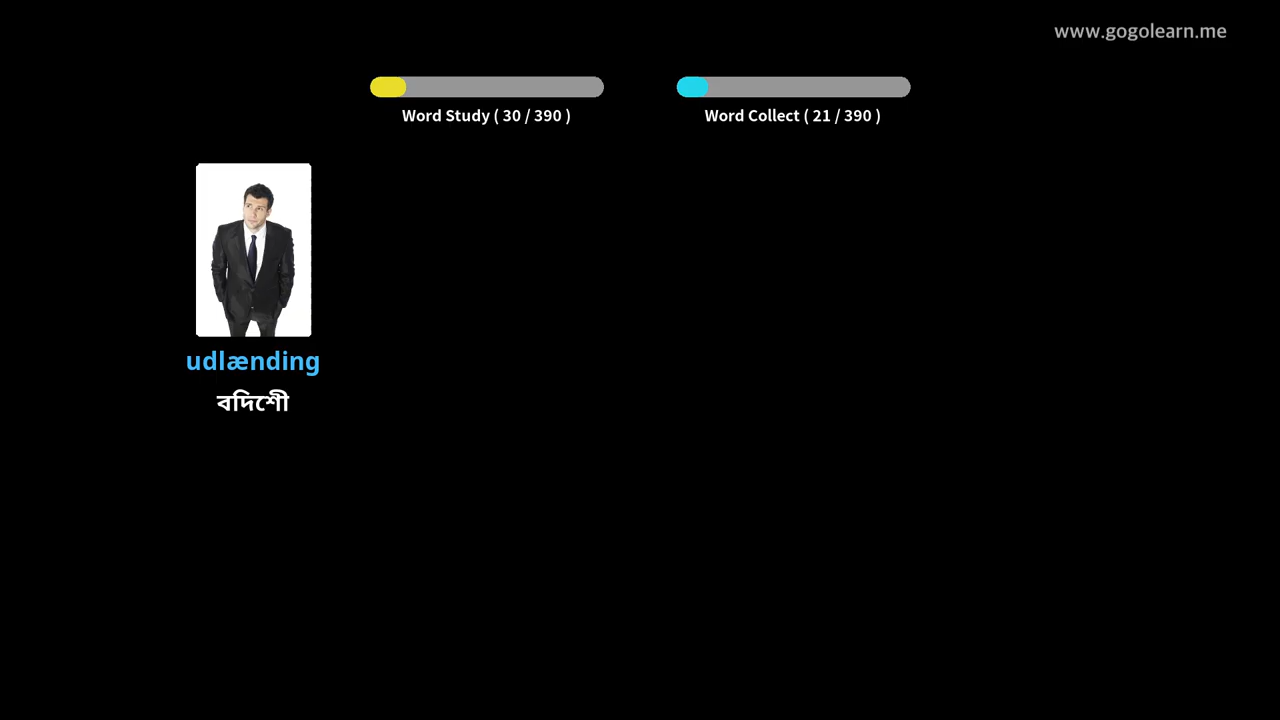 www.gogolearn.me
Word Study ( 30 / 390 )
Word Collect ( 21 / 390 )
udlænding
বিদেশী